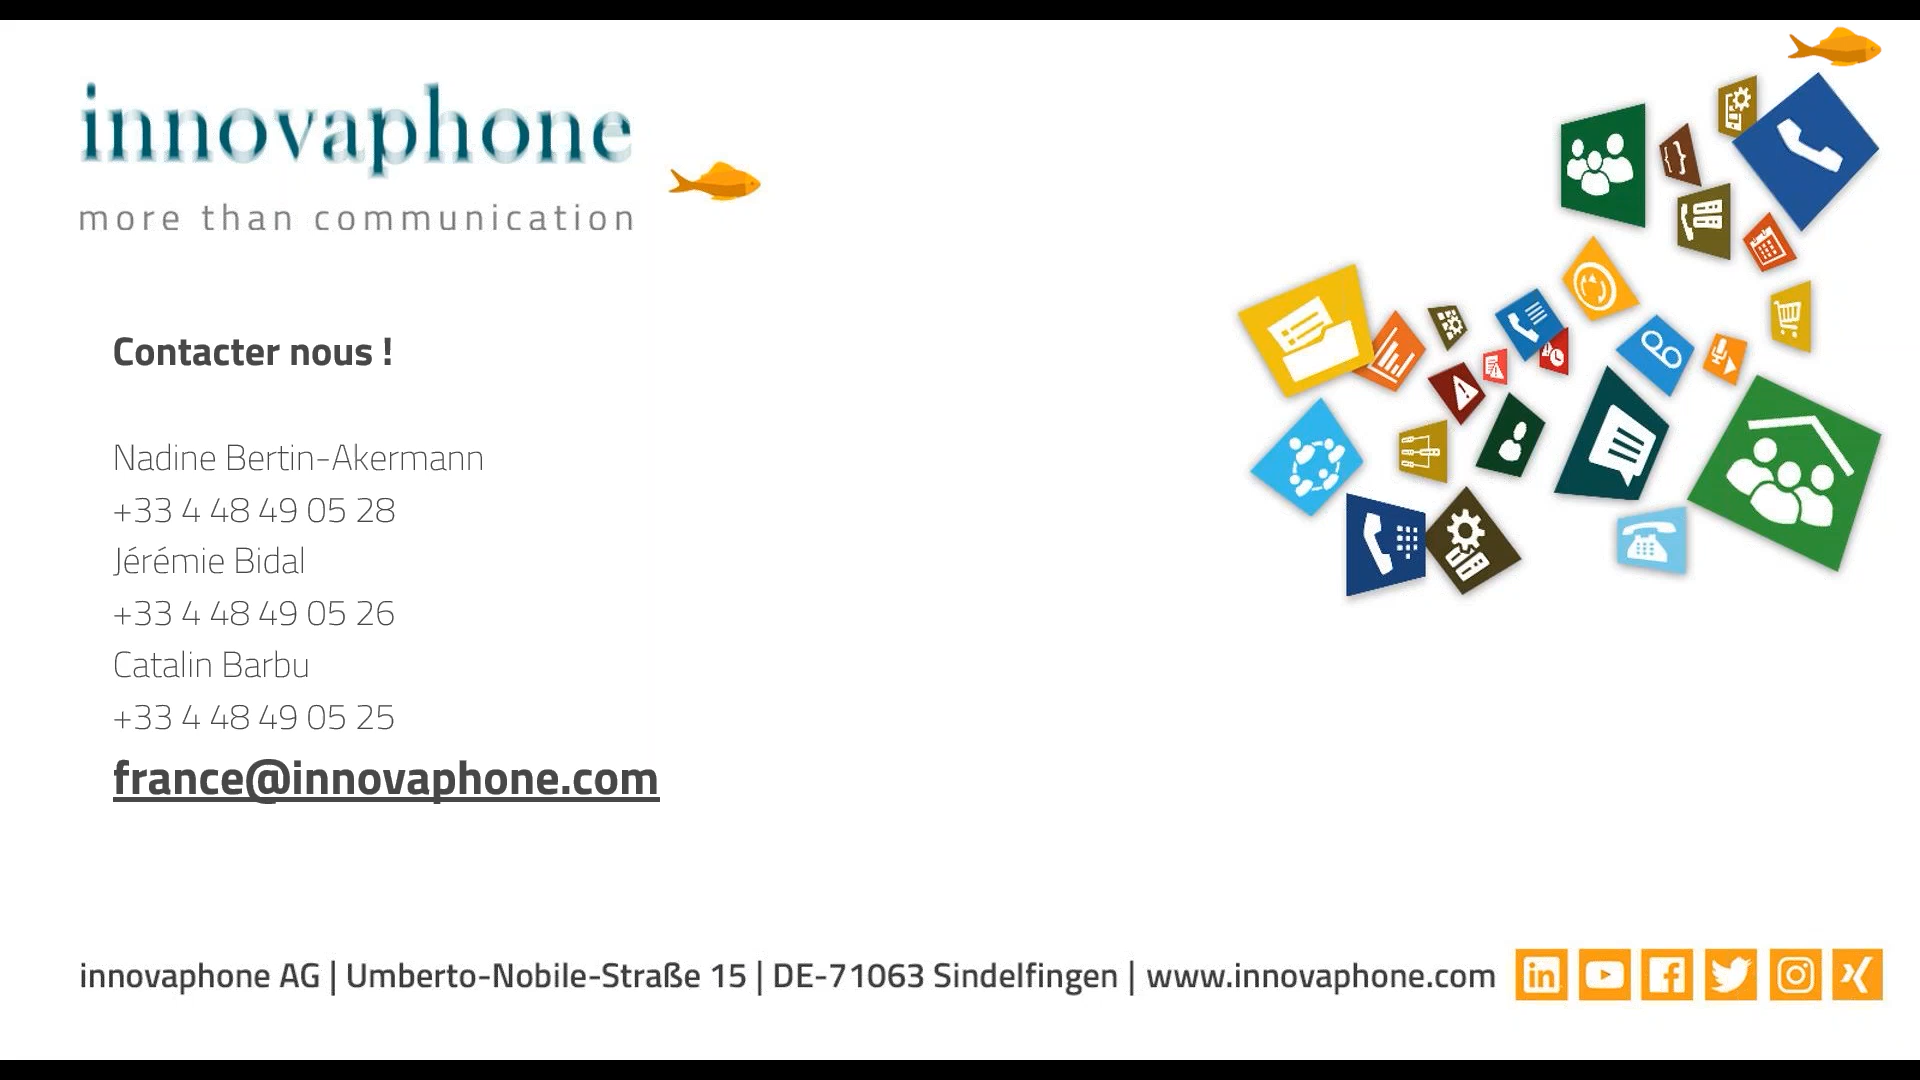 innovaphone
more than communication
Contacter nous !
Nadine Bertin-Akermann
+33 4 48 49 05 28
Jérémie Bidal
+33 4 48 49 05 26
Catalin Barbu
+33 4 48 49 05 25
france@innovaphone.com
innovaphone AG | Umberto-Nobile-Straße 15 | DE-71063 Sindelfingen | www.innovaphone.com